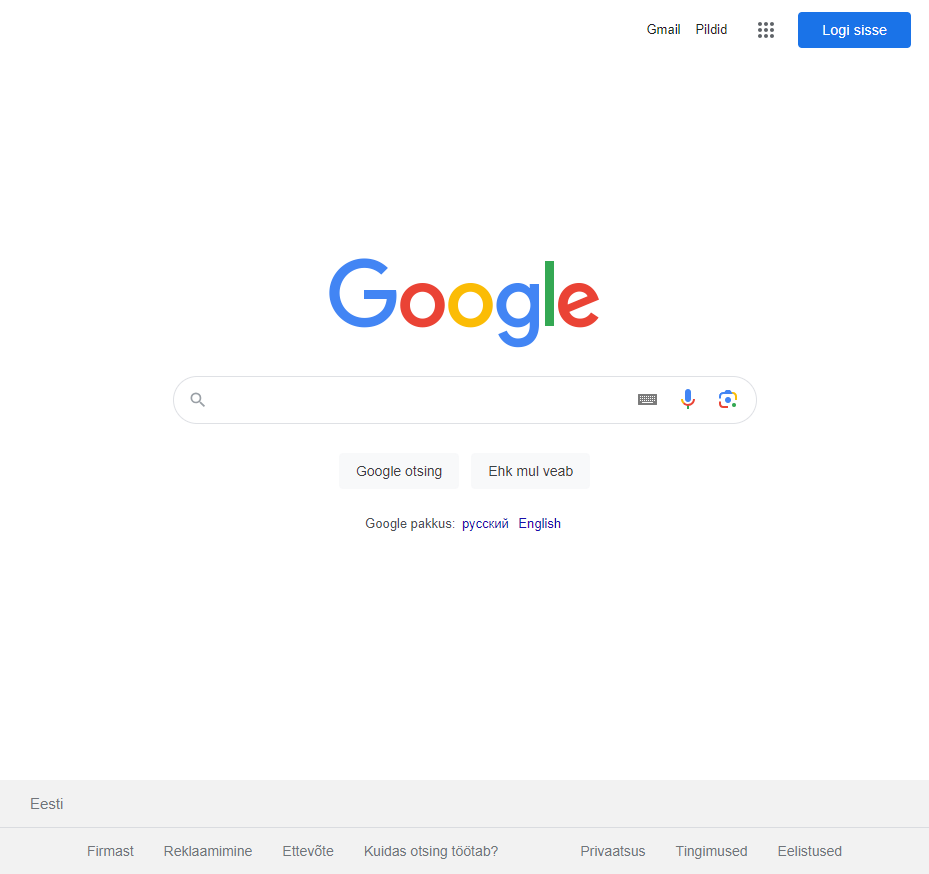 Gmail Pildid Logi sisse
Google
Google otsing Ehk mul veab
Google pakkus: русский English
Eesti
Firmast Reklaamimine Ettevõte Kuidas otsing töötab? Privaatsus Tingimused Eelistused